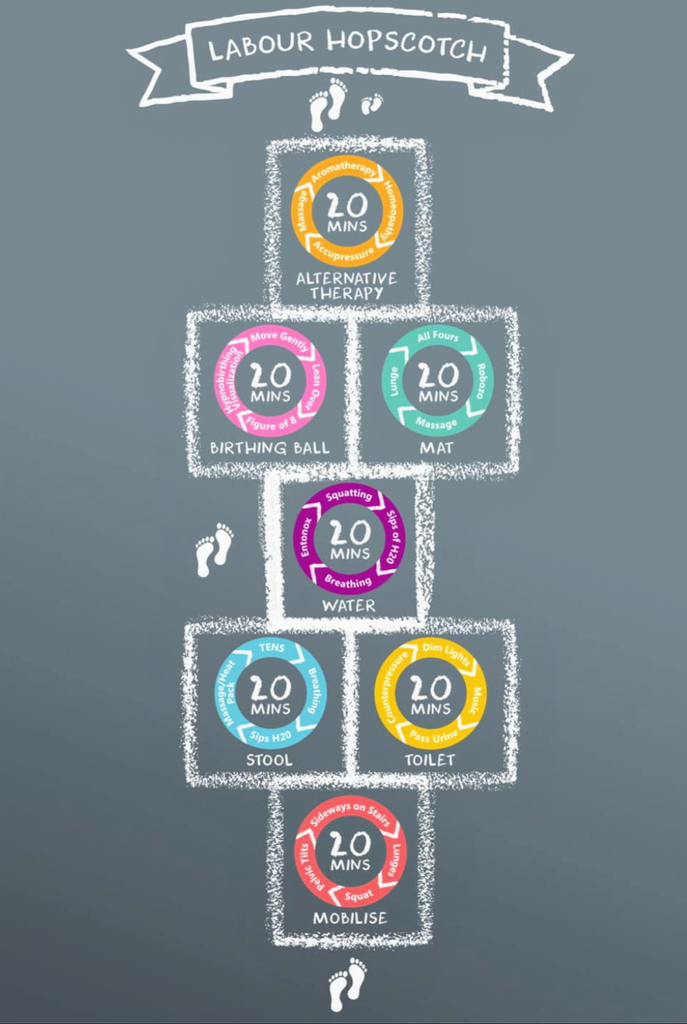 LABOUR HOPSCOTCH
Aromatherapy
Homeopathy
Accupressure
Massage
20
MINS
ALTERNATIVE
THERAPY
Move Gently
Lean Over
Figure of 8
Hypnobirthing
Visualization
20
MINS
BIRTHING BALL
All Fours
Robozo
Massage
Lunge
20
MINS
MAT
Squatting
Sips of H20
Breathing
Entonox
20
MINS
WATER
TENS
Breathing
Sips H20
Massage/Heat
Pack
20
MINS
STOOL
Dim Lights
Music
Pass Urine
Counterpressure
20
MINS
TOILET
Sideways on Stairs
Lunges
Squat
Pelvic Tilts
20
MINS
MOBILISE